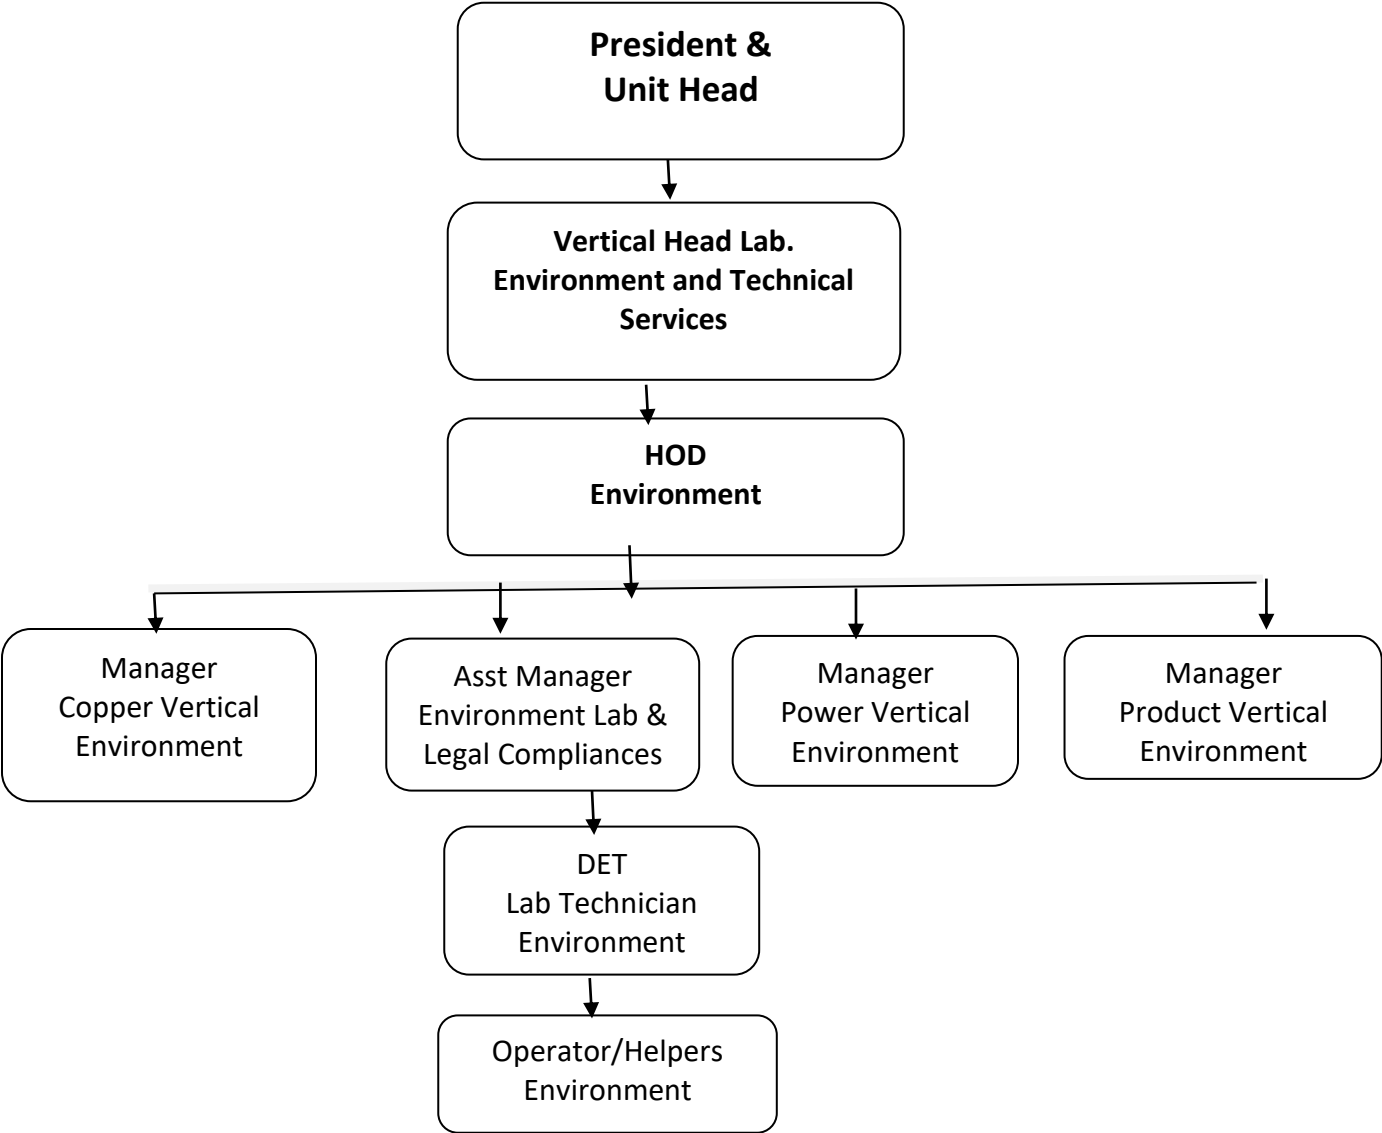 President &
Unit Head
Vertical Head Lab.
Environment and Technical
Services
HOD
Environment
Manager
Copper Vertical
Environment
Asst Manager
Environment Lab &
Legal Compliances
Manager
Power Vertical
Environment
Manager
Product Vertical
Environment
DET
Lab Technician
Environment
Operator/Helpers
Environment